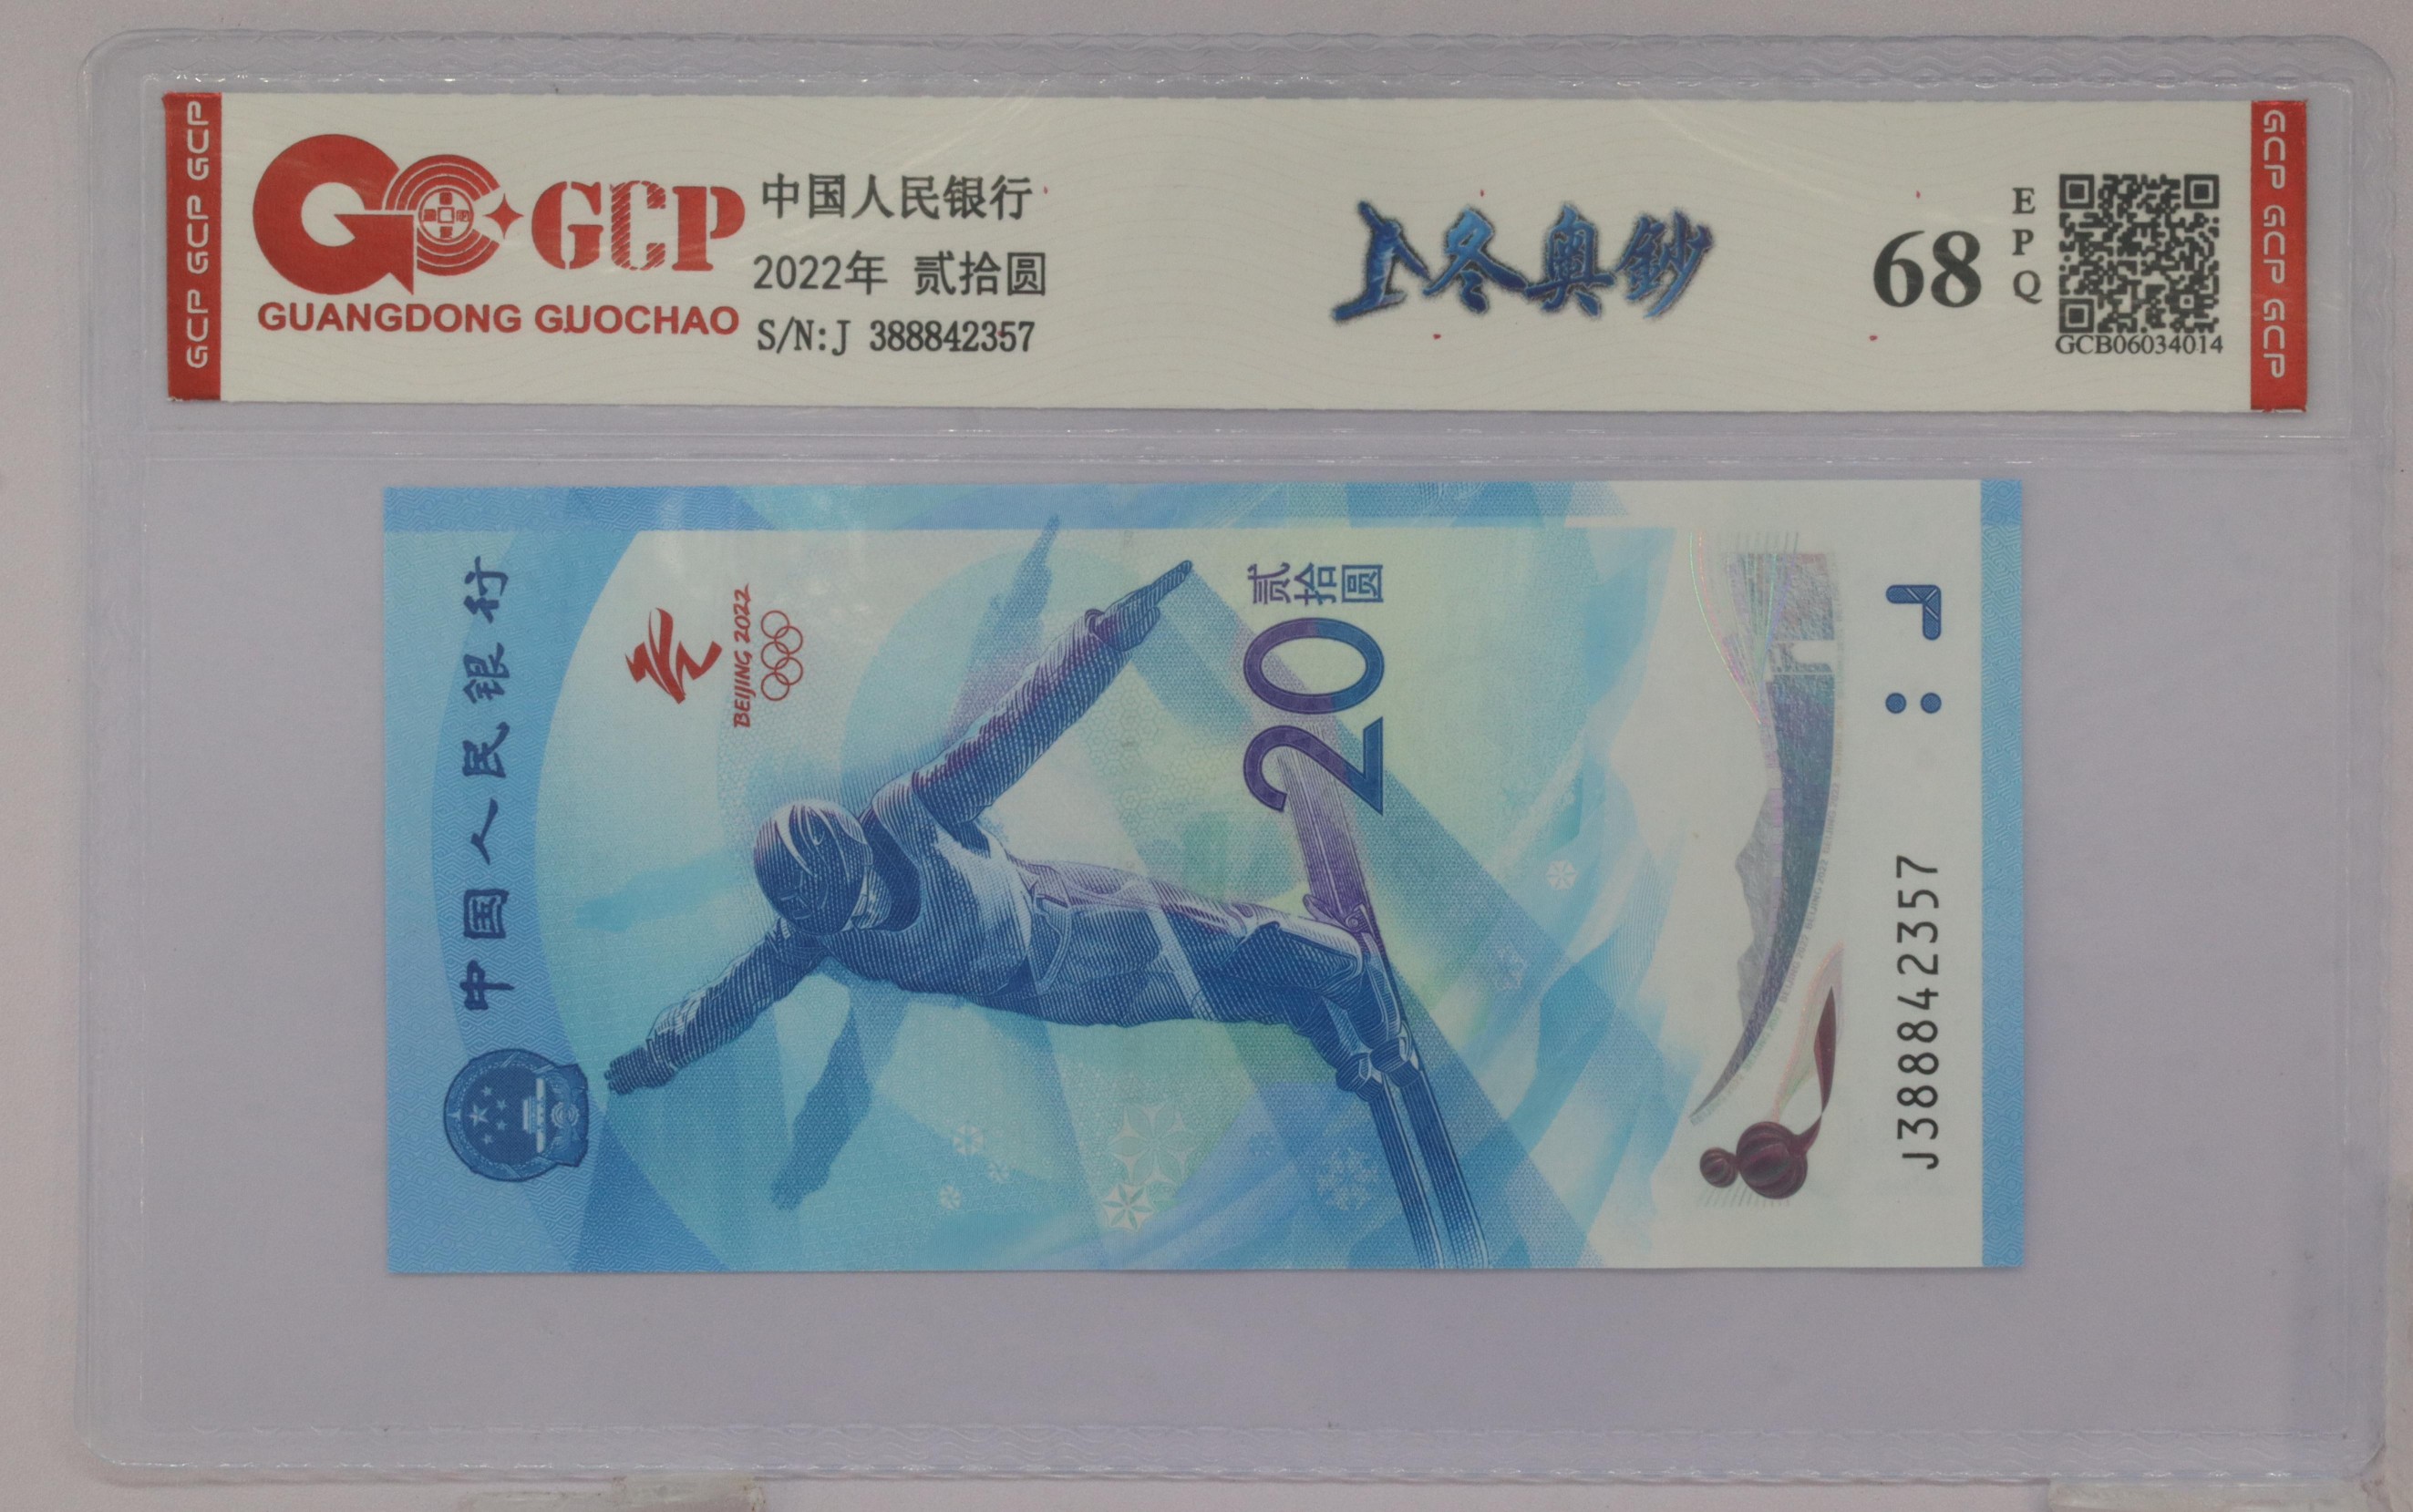 GCP GCP GCP
GCP
GUANGDONG GUOCHAO
中国人民银行
2022年 贰拾圆
S/N:J 388842357
冬奥鈔
68
EPQ
GCB06034014
GCP GCP GCP
中国人民银行
BEIJING 2022
贰拾圆
20
J388842357